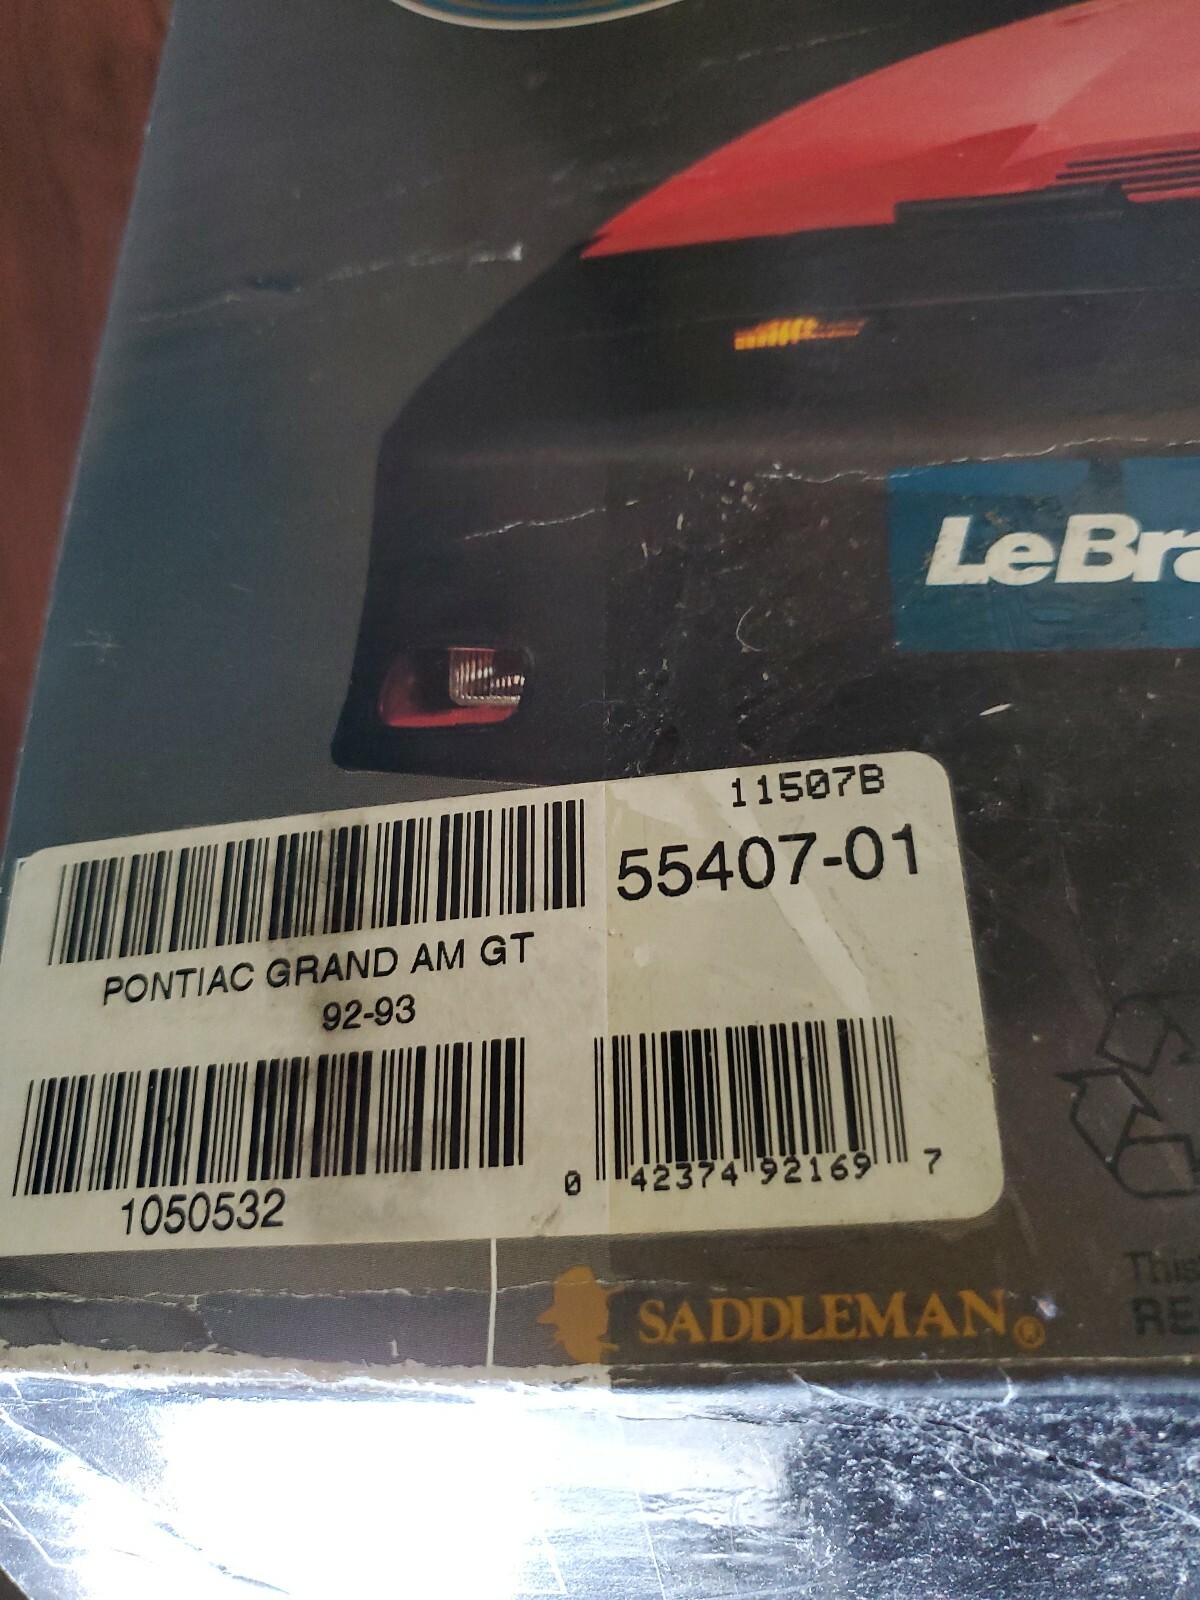 LeBra
11507B
55407-01
PONTIAC GRAND AM GT
92-93
1050532
0 42374 92169 7
SADDLEMAN®
This
RE